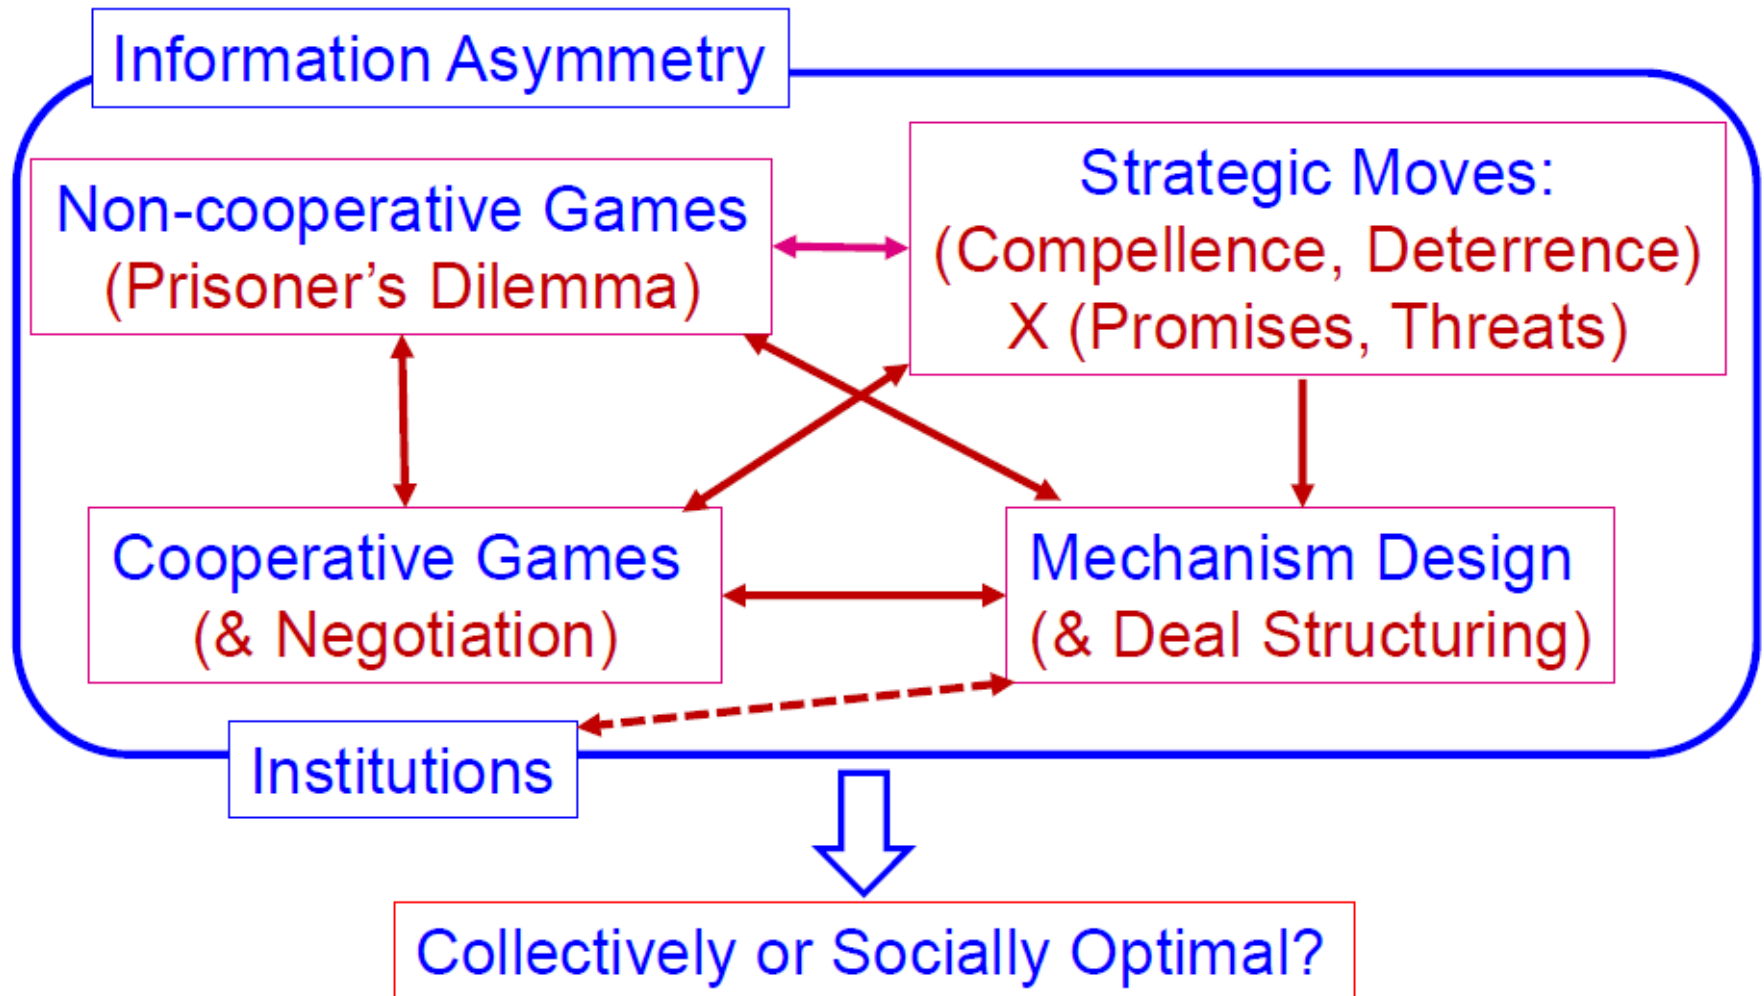 Information Asymmetry
Non-cooperative Games
(Prisoner’s Dilemma)
Strategic Moves:
(Compellence, Deterrence)
X (Promises, Threats)
Cooperative Games
(& Negotiation)
Mechanism Design
(& Deal Structuring)
Institutions
Collectively or Socially Optimal?